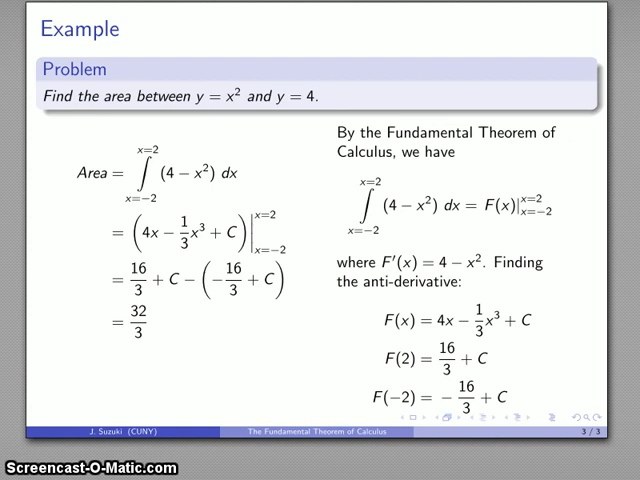 Example
Problem
Find the area between y = x² and y = 4.
Area = ∫_{x=−2}^{x=2} (4 − x²) dx
= (4x − 1/3 x³ + C)|_{x=−2}^{x=2}
= 16/3 + C − (−16/3 + C)
= 32/3
By the Fundamental Theorem of
Calculus, we have
∫_{x=−2}^{x=2} (4 − x²) dx = F(x)|_{x=−2}^{x=2}
where F′(x) = 4 − x². Finding
the anti-derivative:
F(x) = 4x − 1/3 x³ + C
F(2) = 16/3 + C
F(−2) = −16/3 + C
J. Suzuki (CUNY)
The Fundamental Theorem of Calculus
3 / 3
Screencast-O-Matic.com